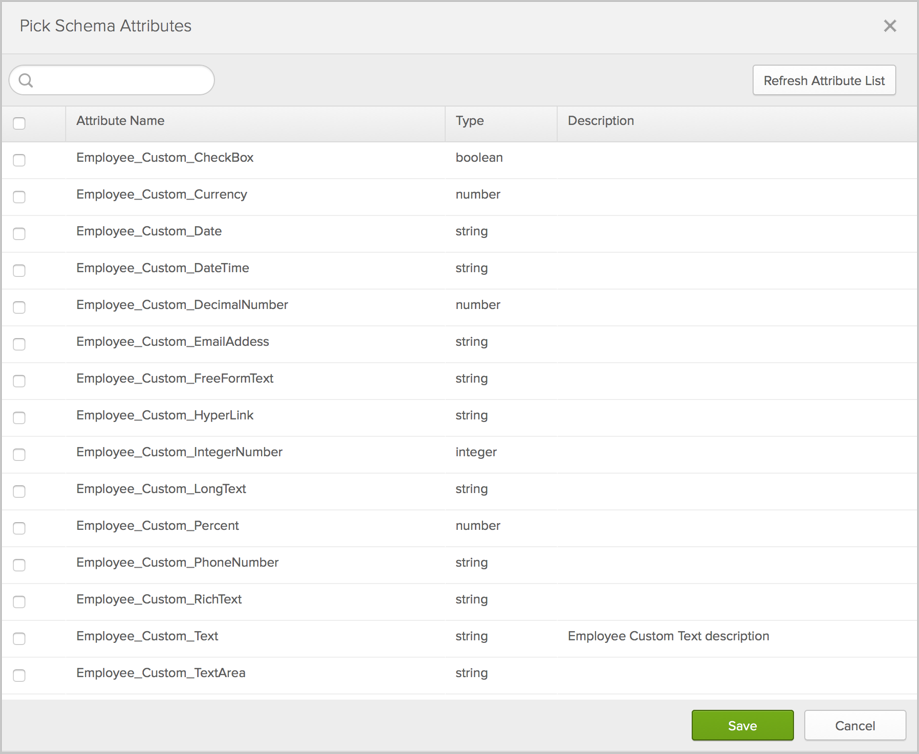 Pick Schema Attributes
Refresh Attribute List
Attribute Name Type Description
Employee_Custom_CheckBox boolean
Employee_Custom_Currency number
Employee_Custom_Date string
Employee_Custom_DateTime string
Employee_Custom_DecimalNumber number
Employee_Custom_EmailAddess string
Employee_Custom_FreeFormText string
Employee_Custom_HyperLink string
Employee_Custom_IntegerNumber integer
Employee_Custom_LongText string
Employee_Custom_Percent number
Employee_Custom_PhoneNumber string
Employee_Custom_RichText string
Employee_Custom_Text string Employee Custom Text description
Employee_Custom_TextArea string
Save Cancel